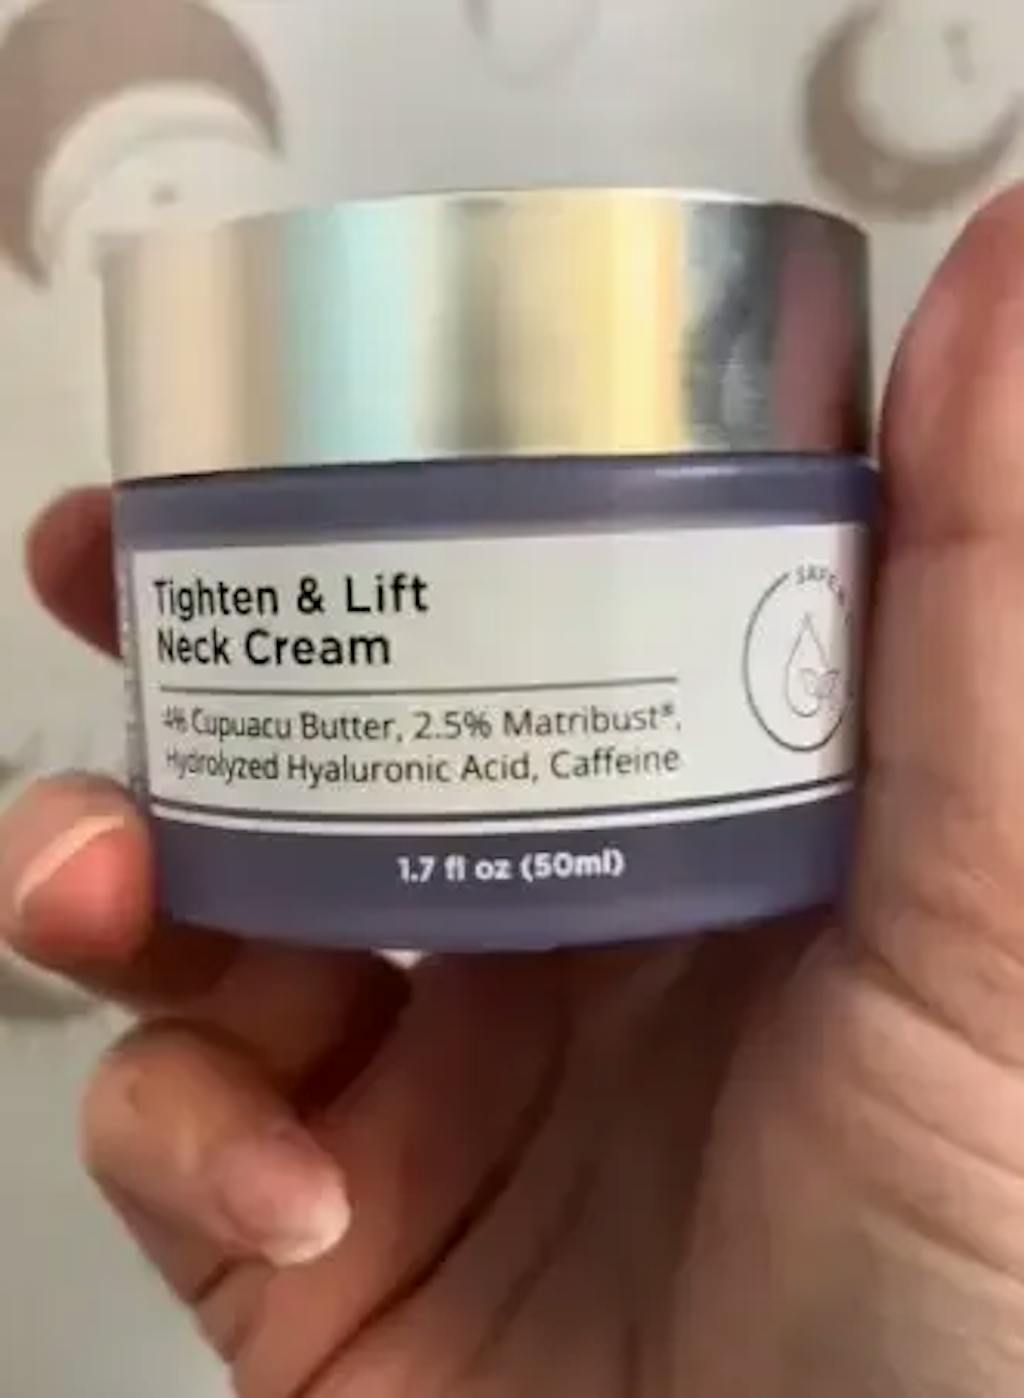 Tighten & Lift
Neck Cream
4% Cupuacu Butter, 2.5% Matribust®,
Hydrolyzed Hyaluronic Acid, Caffeine
1.7 fl oz (50ml)